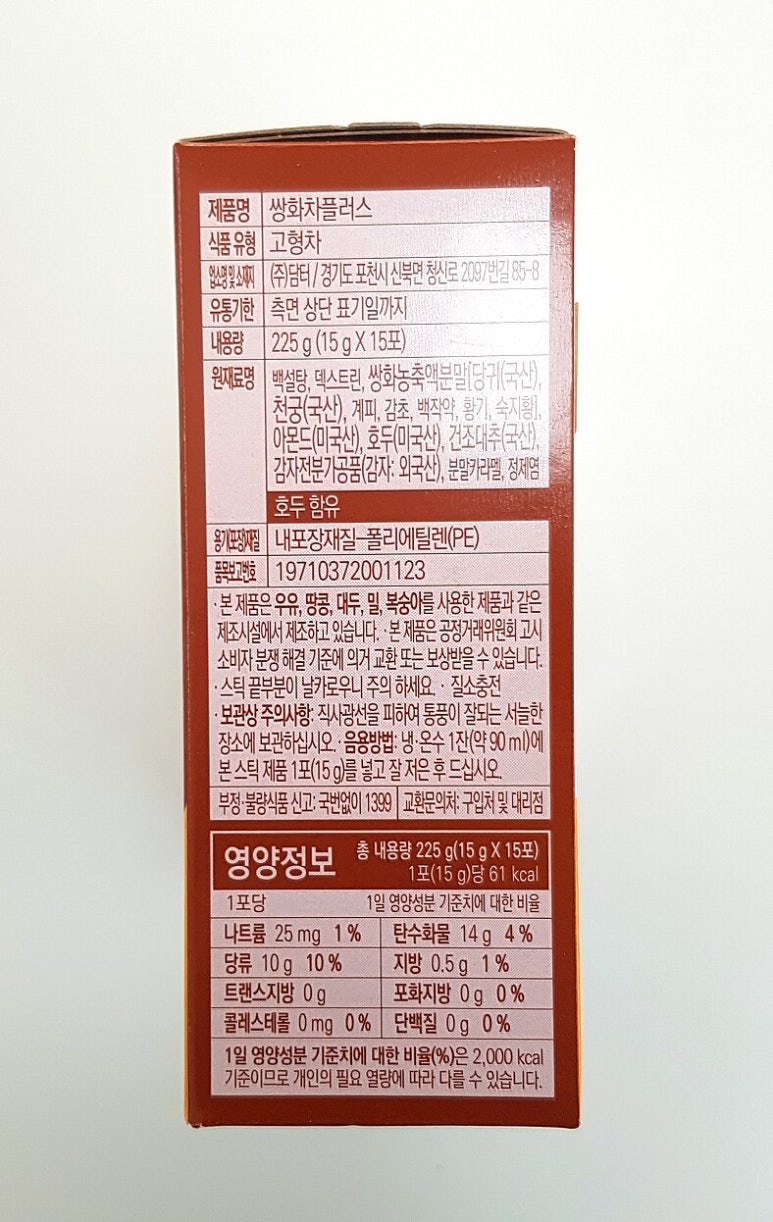 제품명 쌍화차플러스
식품 유형 고형차
업소명 및 소재지 (주)담터 / 경기도 포천시 신북면 청신로 2097번길 85-8
유통기한 측면 상단 표기일까지
내용량 225 g (15 g X 15포)
원재료명 백설탕, 덱스트린, 쌍화농축액분말[당귀(국산),
천궁(국산), 계피, 감초, 백작약, 황기, 숙지황],
아몬드(미국산), 호두(미국산), 건조대추(국산),
감자전분가공품(감자: 외국산), 분말카라멜, 정제염
호두 함유
용기포장재질 내포장재질-폴리에틸렌(PE)
품목보고번호 19710372001123
·본 제품은 우유, 땅콩, 대두, 밀, 복숭아를 사용한 제품과 같은
제조시설에서 제조하고 있습니다. ·본 제품은 공정거래위원회 고시
소비자 분쟁 해결 기준에 의거 교환 또는 보상받을 수 있습니다.
·스틱 끝부분이 날카로우니 주의 하세요. · 질소충전
·보관상 주의사항: 직사광선을 피하여 통풍이 잘되는 서늘한
장소에 보관하십시오. ·음용방법: 냉·온수 1잔(약 90 ml)에
본 스틱 제품 1포(15 g)를 넣고 잘 저은 후 드십시오.
부정·불량식품 신고: 국번없이 1399 교환문의처: 구입처 및 대리점
영양정보 총 내용량 225 g(15 g X 15포)
1포(15 g)당 61 kcal
1포당 1일 영양성분 기준치에 대한 비율
나트륨 25 mg 1 % 탄수화물 14 g 4 %
당류 10 g 10 % 지방 0.5 g 1 %
트랜스지방 0 g 포화지방 0 g 0 %
콜레스테롤 0 mg 0 % 단백질 0 g 0 %
1일 영양성분 기준치에 대한 비율(%)은 2,000 kcal
기준이므로 개인의 필요 열량에 따라 다를 수 있습니다.